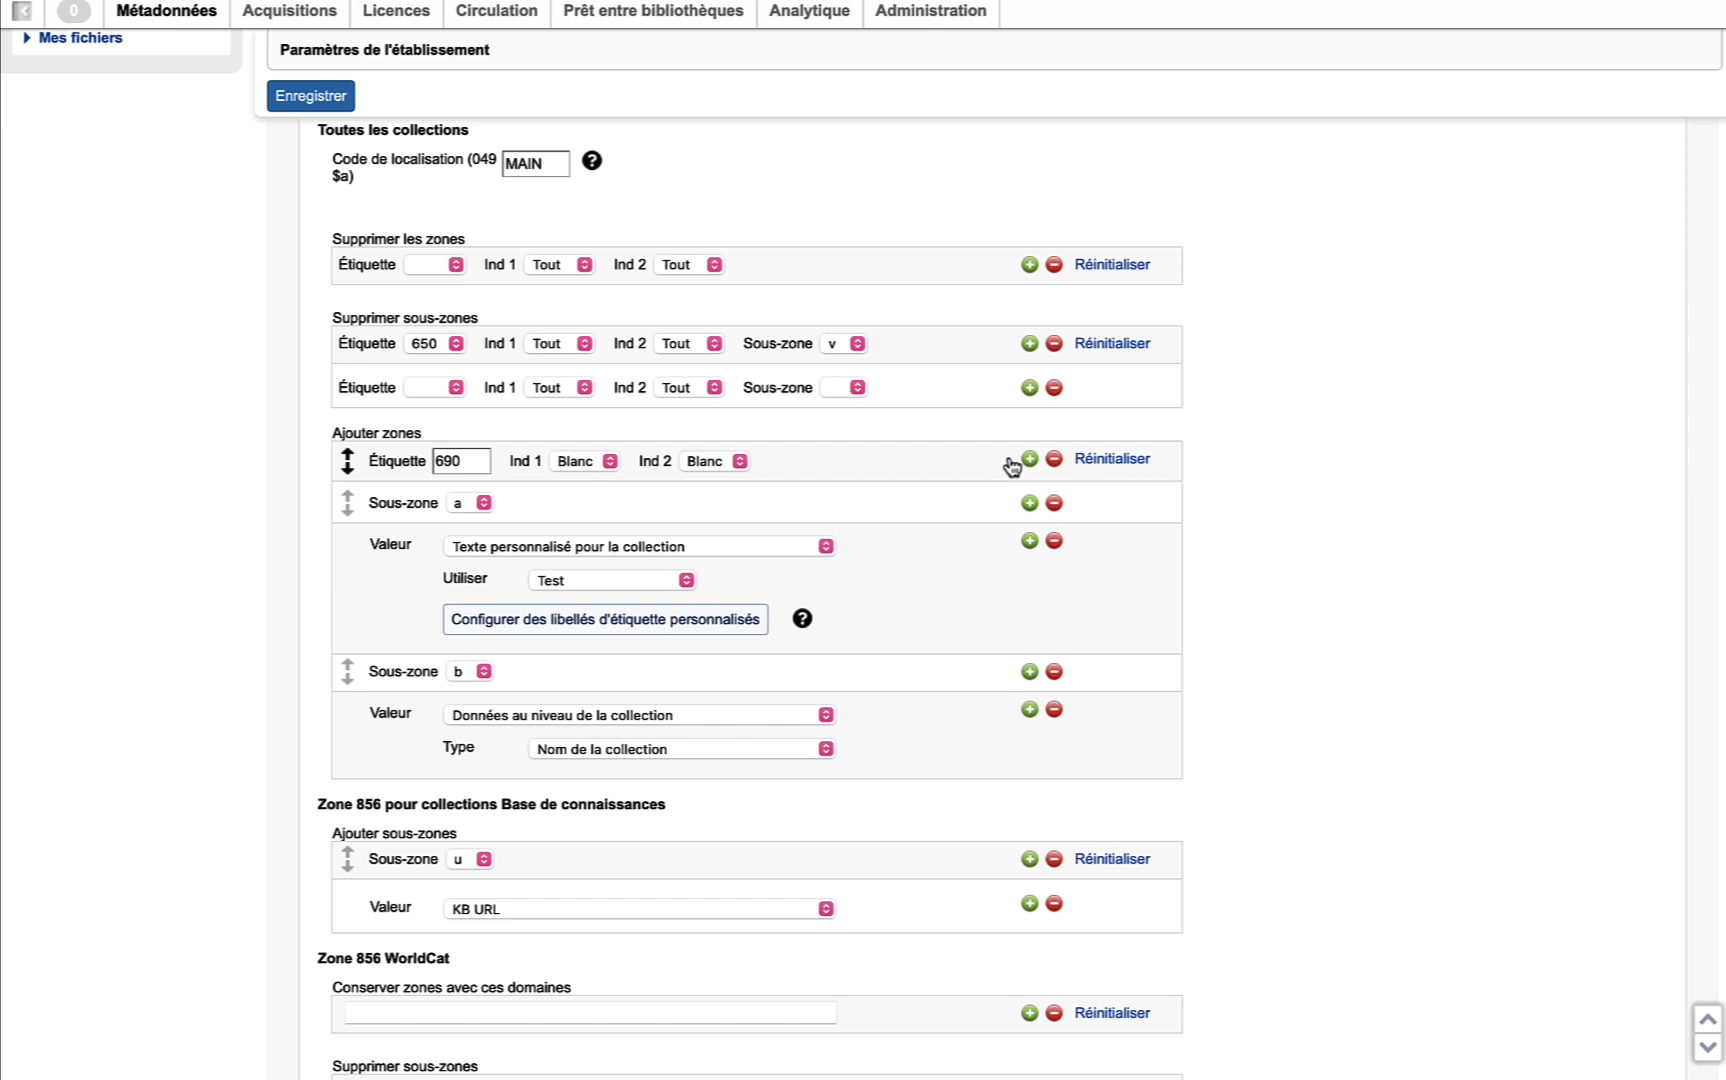 0 Métadonnées Acquisitions Licences Circulation Prêt entre bibliothèques Analytique Administration
Mes fichiers
Paramètres de l'établissement
Enregistrer
Toutes les collections
Code de localisation (049 $a) MAIN ?
Supprimer les zones
Étiquette Ind 1 Tout Ind 2 Tout Réinitialiser
Supprimer sous-zones
Étiquette 650 Ind 1 Tout Ind 2 Tout Sous-zone v Réinitialiser
Étiquette Ind 1 Tout Ind 2 Tout Sous-zone
Ajouter zones
Étiquette 690 Ind 1 Blanc Ind 2 Blanc Réinitialiser
Sous-zone a
Valeur Texte personnalisé pour la collection
Utiliser Test
Configurer des libellés d'étiquette personnalisés ?
Sous-zone b
Valeur Données au niveau de la collection
Type Nom de la collection
Zone 856 pour collections Base de connaissances
Ajouter sous-zones
Sous-zone u Réinitialiser
Valeur KB URL
Zone 856 WorldCat
Conserver zones avec ces domaines
Réinitialiser
Supprimer sous-zones